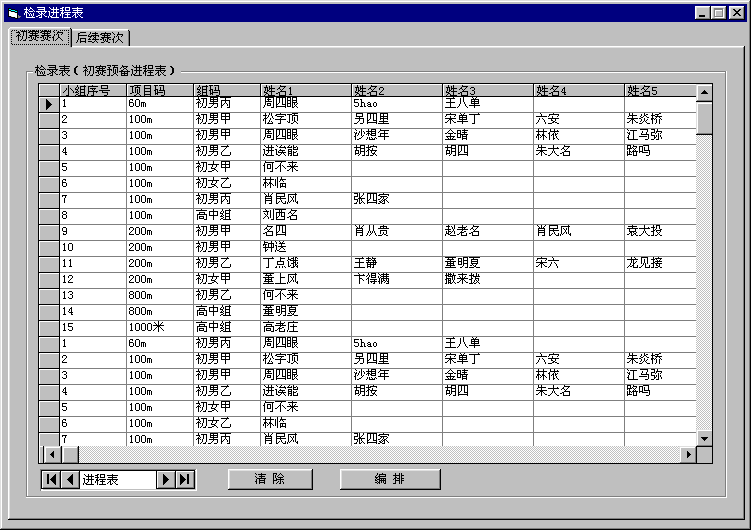 检录进程表
初赛赛次 后续赛次
检录表(初赛预备进程表)
小组序号 项目码 组码 姓名1 姓名2 姓名3 姓名4 姓名5
1 60m 初男丙 周四眼 5hao 王八单
2 100m 初男甲 松字顶 另四里 宋单丁 六安 朱炎桥
3 100m 初男甲 周四眼 沙想年 金晴 林依 江马弥
4 100m 初男乙 进诶能 胡按 胡四 朱大名 路吗
5 100m 初女甲 何不来
6 100m 初女乙 林临
7 100m 初男丙 肖民风 张四家
8 100m 高中组 刘西名
9 200m 初男甲 名四 肖从贵 赵老名 肖民风 袁大投
10 200m 初男甲 钟送
11 200m 初男乙 丁点饿 王静 董明夏 宋六 龙见接
12 200m 初女甲 董上风 卞得满 撒来拨
13 800m 初男乙 何不来
14 800m 高中组 董明夏
15 1000米 高中组 高老庄
1 60m 初男丙 周四眼 5hao 王八单
2 100m 初男甲 松字顶 另四里 宋单丁 六安 朱炎桥
3 100m 初男甲 周四眼 沙想年 金晴 林依 江马弥
4 100m 初男乙 进诶能 胡按 胡四 朱大名 路吗
5 100m 初女甲 何不来
6 100m 初女乙 林临
7 100m 初男丙 肖民风 张四家
进程表 清 除 编 排